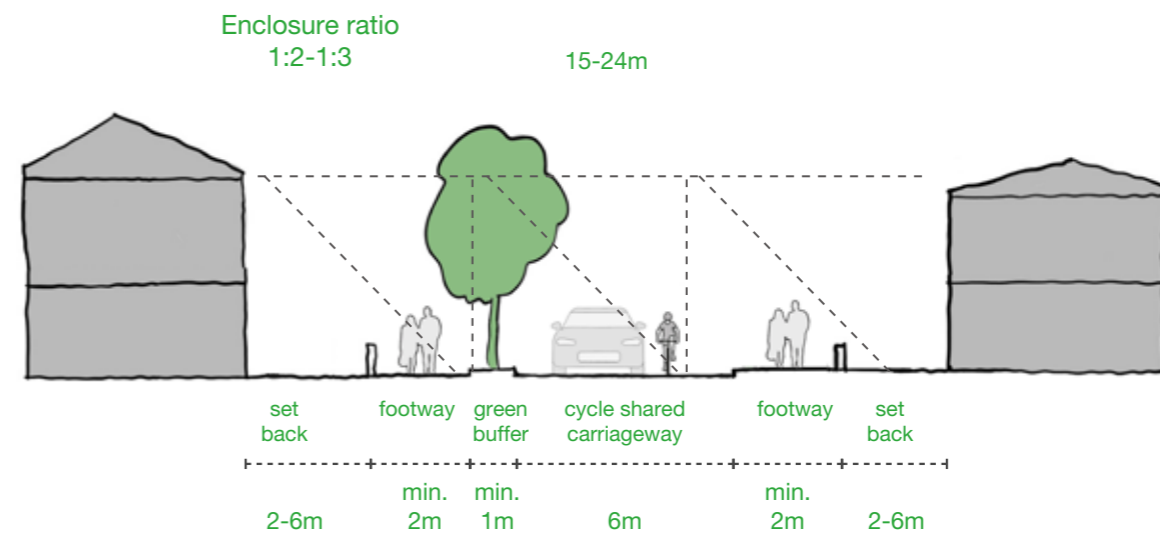 Enclosure ratio
1:2-1:3
15-24m
set
back
footway
green
buffer
cycle shared
carriageway
footway
set
back
2-6m
min.
2m
min.
1m
6m
min.
2m
2-6m